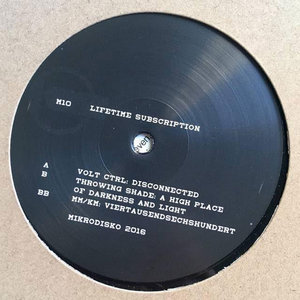 M10 LIFETIME SUBSCRIPTION
A VOLT CTRL: DISCONNECTED
B THROWING SHADE: A HIGH PLACE
OF DARKNESS AND LIGHT
BB MM/KM: VIERTAUSENDSECHSHUNDERT
MIKRODISKO 2016